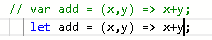 // var add = (x,y) => x+y;
let add = (x,y) => x+y;